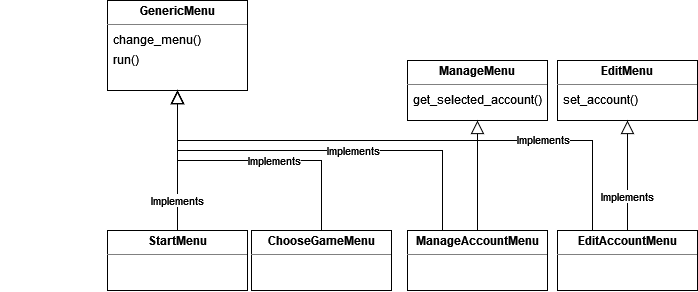 GenericMenu
change_menu()
run()
ManageMenu
get_selected_account()
EditMenu
set_account()
Implements
Implements
Implements
Implements
Implements
StartMenu
ChooseGameMenu
ManageAccountMenu
EditAccountMenu